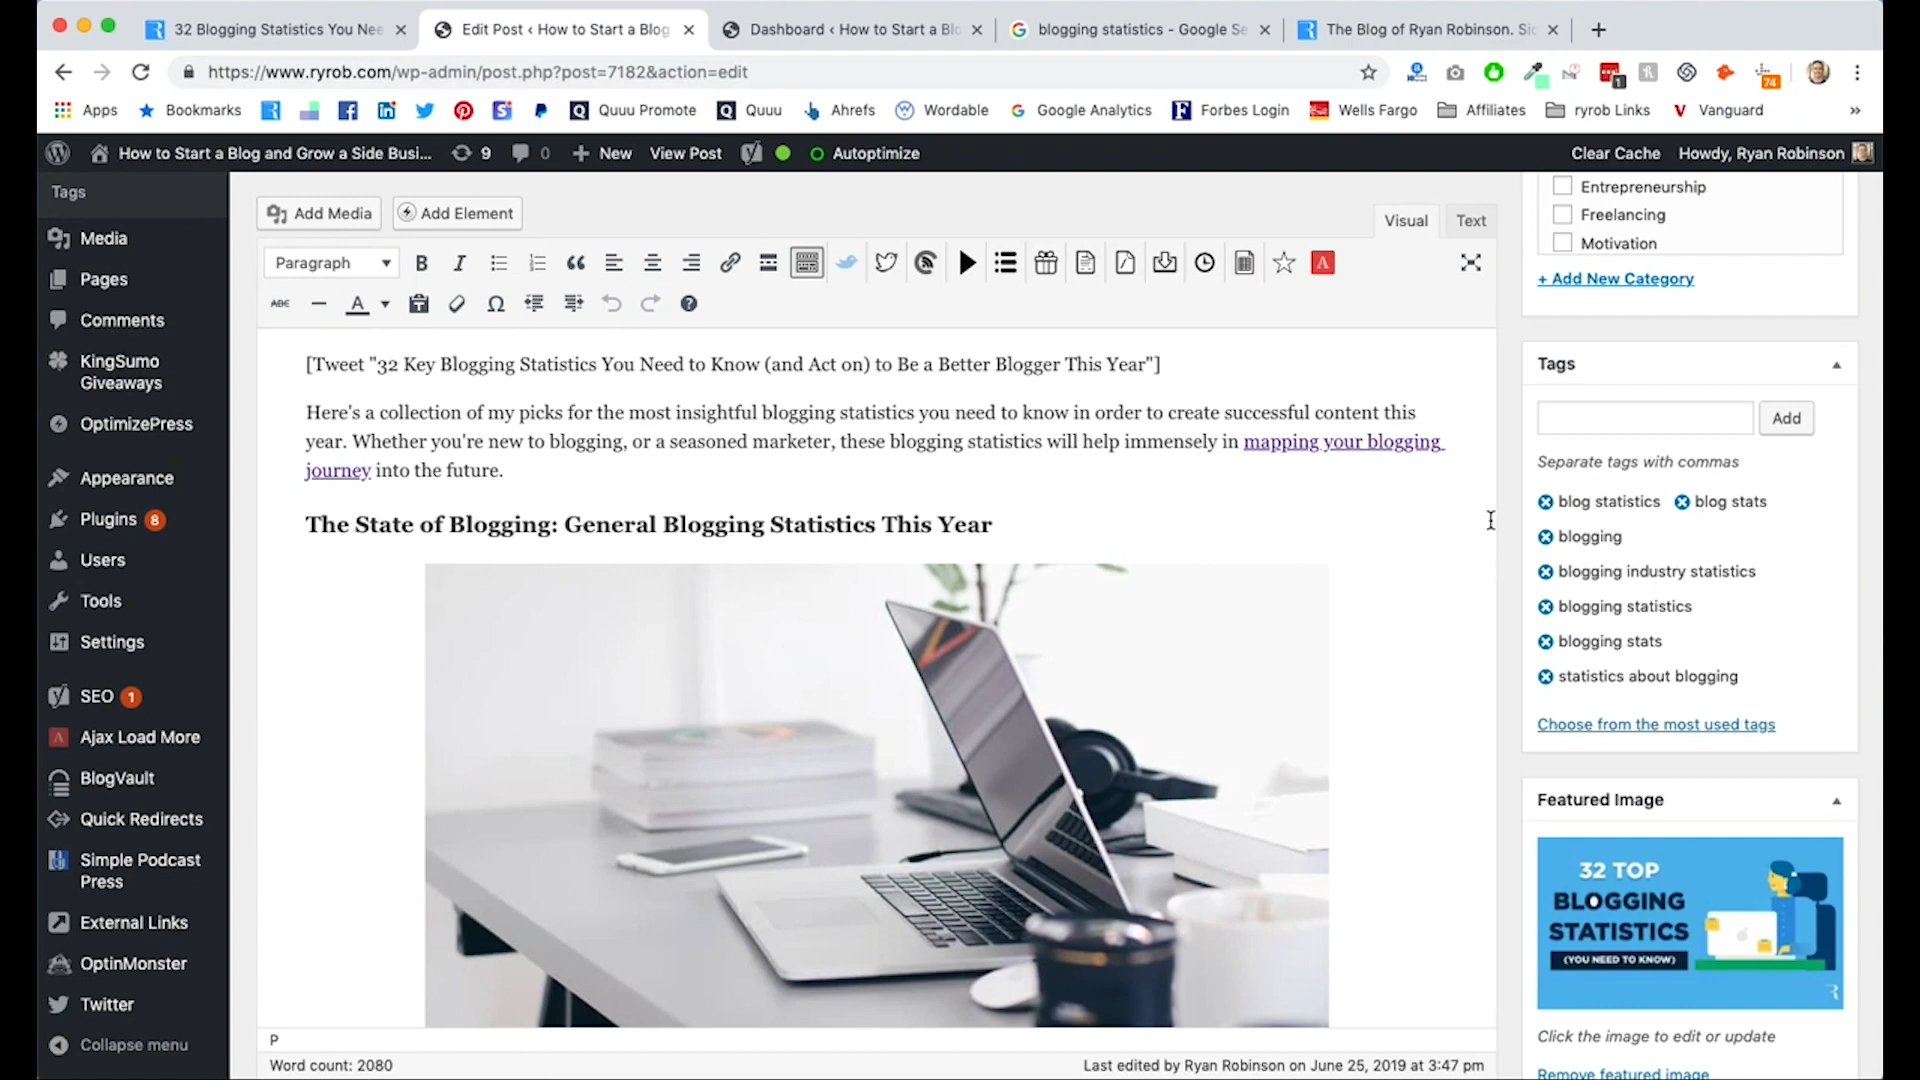 32 Blogging Statistics You Nee
Edit Post ‹ How to Start a Blog
Dashboard ‹ How to Start a Blo
blogging statistics - Google Se
The Blog of Ryan Robinson. Sid
https://www.ryrob.com/wp-admin/post.php?post=7182&action=edit
1
74
Apps
Bookmarks
Quuu Promote
Quuu
Ahrefs
Wordable
Google Analytics
Forbes Login
Wells Fargo
Affiliates
ryrob Links
Vanguard
»
How to Start a Blog and Grow a Side Busi...
9
0
New
View Post
Autoptimize
Clear Cache
Howdy, Ryan Robinson
Tags
Media
Pages
Comments
KingSumo
Giveaways
OptimizePress
Appearance
Plugins 8
Users
Tools
Settings
SEO 1
Ajax Load More
BlogVault
Quick Redirects
Simple Podcast
Press
External Links
OptinMonster
Twitter
Collapse menu
Add Media
Add Element
Visual
Text
Paragraph
B
I
A
ABC
A
Ω
[Tweet "32 Key Blogging Statistics You Need to Know (and Act on) to Be a Better Blogger This Year"]
Here's a collection of my picks for the most insightful blogging statistics you need to know in order to create successful content this
year. Whether you're new to blogging, or a seasoned marketer, these blogging statistics will help immensely in mapping your blogging
journey into the future.
The State of Blogging: General Blogging Statistics This Year
P
Word count: 2080
Last edited by Ryan Robinson on June 25, 2019 at 3:47 pm
Entrepreneurship
Freelancing
Motivation
+ Add New Category
Tags
Add
Separate tags with commas
blog statistics
blog stats
blogging
blogging industry statistics
blogging statistics
blogging stats
statistics about blogging
Choose from the most used tags
Featured Image
32 TOP
BLOGGING
STATISTICS
(YOU NEED TO KNOW)
Click the image to edit or update
Remove featured image